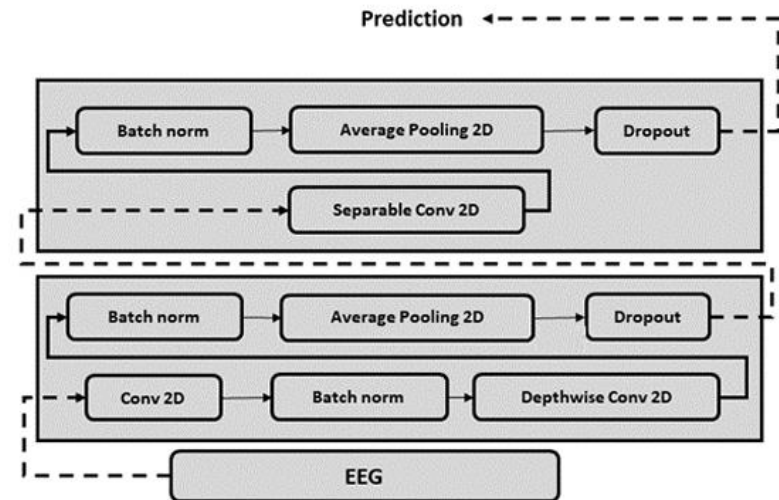 Prediction
Batch norm
Average Pooling 2D
Dropout
Separable Conv 2D
Batch norm
Average Pooling 2D
Dropout
Conv 2D
Batch norm
Depthwise Conv 2D
EEG